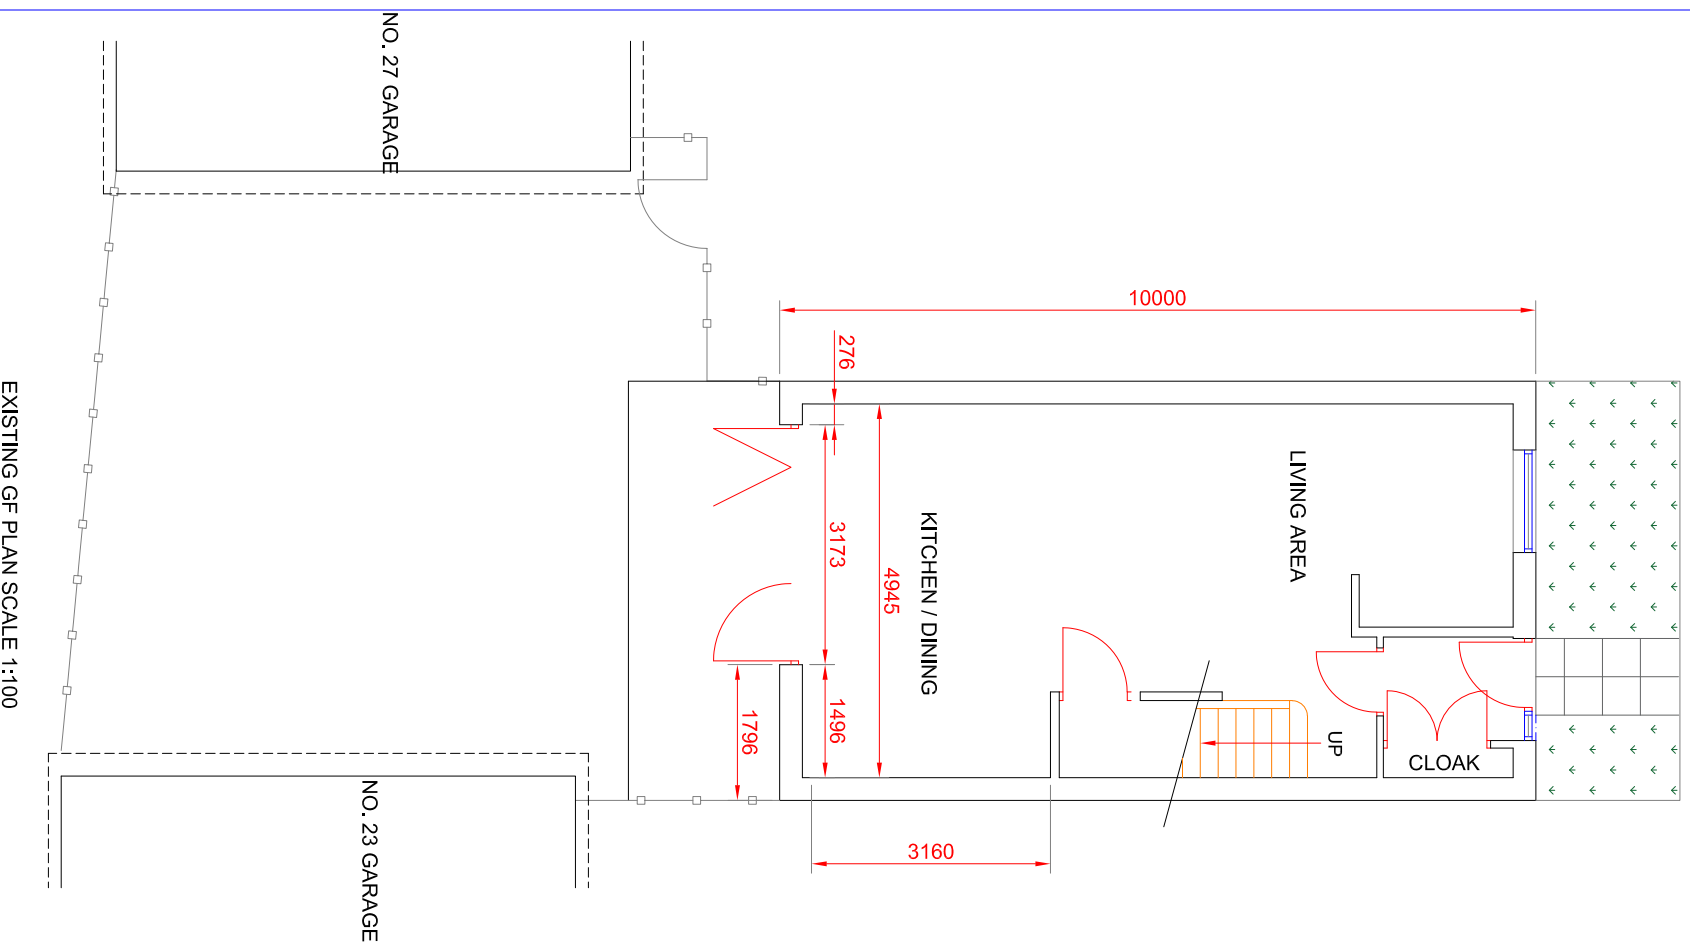 NO. 27 GARAGE
10000
276
3173
4945
1496
1796
3160
KITCHEN / DINING
LIVING AREA
UP
CLOAK
NO. 23 GARAGE
EXISTING GF PLAN SCALE 1:100